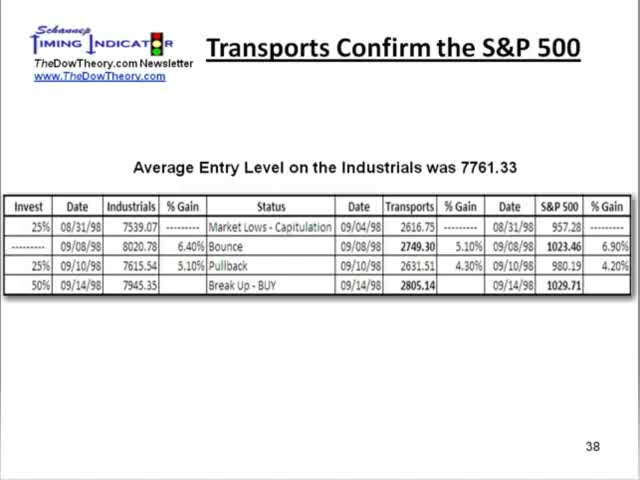 Schannep
TIMING INDICATOR
TheDowTheory.com Newsletter
www.TheDowTheory.com
Transports Confirm the S&P 500
Average Entry Level on the Industrials was 7761.33
Invest Date Industrials % Gain Status Date Transports % Gain Date S&P 500 % Gain
25% 08/31/98 7539.07 --------- Market Lows - Capitulation 09/04/98 2616.75 --------- 08/31/98 957.28 ---------
--------- 09/08/98 8020.78 6.40% Bounce 09/08/98 2749.30 5.10% 09/08/98 1023.46 6.90%
25% 09/10/98 7615.54 5.10% Pullback 09/10/98 2631.51 4.30% 09/10/98 980.19 4.20%
50% 09/14/98 7945.35 Break Up - BUY 09/14/98 2805.14 09/14/98 1029.71
38